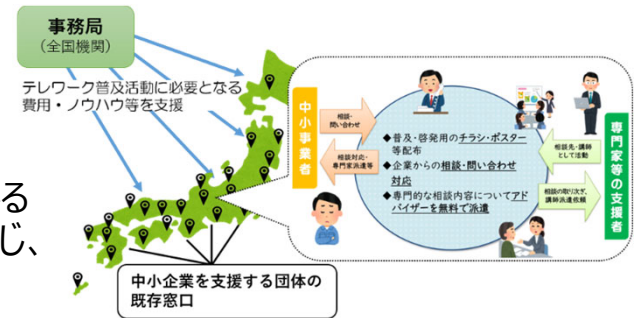 事務局
（全国機関）
テレワーク普及活動に必要となる
費用・ノウハウ等を支援
る
じ、
中小企業を支援する団体の
既存窓口
中小事業者
相談・
問い合わせ
相談対応・
専門家派遣等
◆普及・啓発用のチラシ・ポスター
等配布
◆企業からの相談・問い合わせ
対応
◆専門的な相談内容についてアド
バイザーを無料で派遣
相談先・講師
として活動
相談の取り次ぎ、
講師派遣依頼
専門家等の支援者